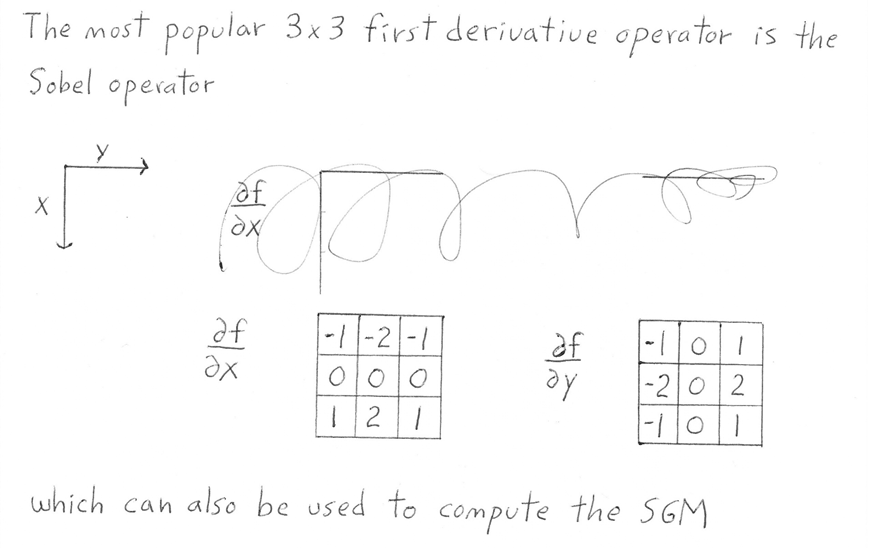 The most popular 3x3 first derivative operator is the
Sobel operator
y
x
∂f
∂x
∂f
∂x
-1 -2 -1
0 0 0
1 2 1
∂f
∂y
-1 0 1
-2 0 2
-1 0 1
which can also be used to compute the SGM